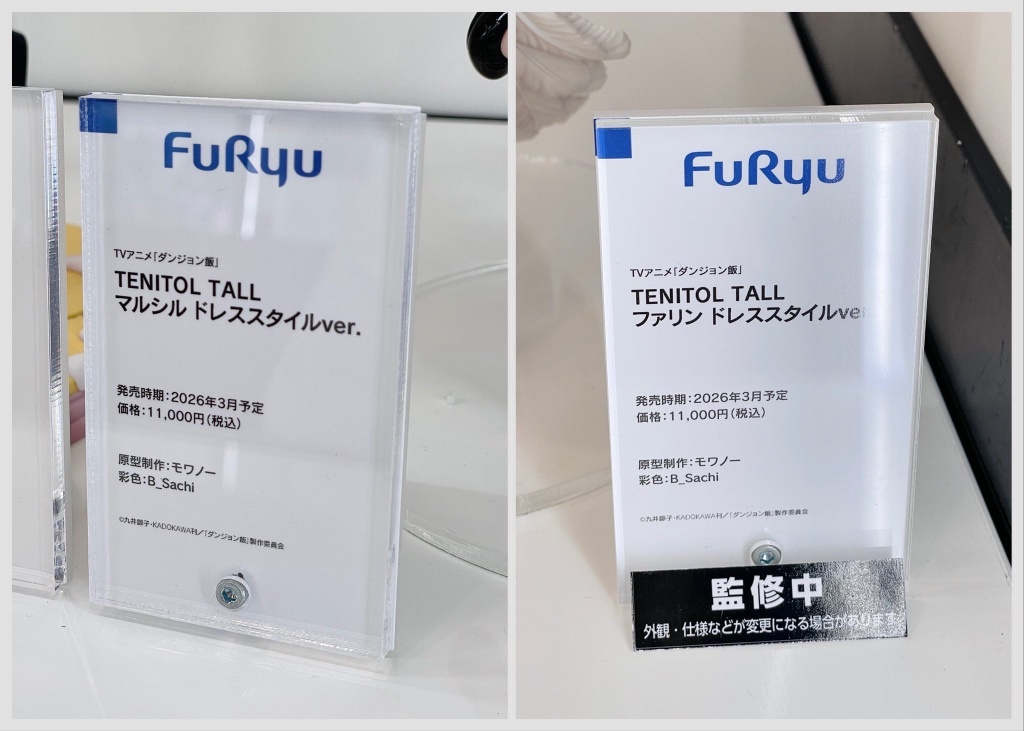 FuRyu
TVアニメ「ダンジョン飯」
TENITOL TALL
マルシル ドレススタイルver.
発売時期：2026年3月予定
価格：11,000円（税込）
原型制作：モワノー
彩色：B_Sachi
©九井諒子・KADOKAWA刊／「ダンジョン飯」製作委員会
FuRyu
TVアニメ「ダンジョン飯」
TENITOL TALL
ファリン ドレススタイルver.
発売時期：2026年3月予定
価格：11,000円（税込）
原型制作：モワノー
彩色：B_Sachi
©九井諒子・KADOKAWA刊／「ダンジョン飯」製作委員会
監修中
外観・仕様などが変更になる場合があります。